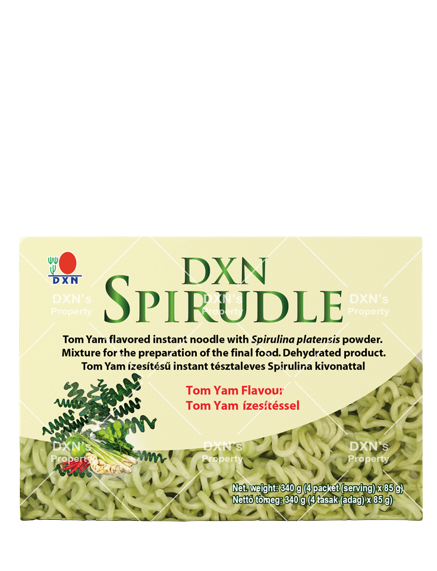 DXN
DXN
SPIRUDLE
Tom Yam flavored instant noodle with Spirulina platensis powder.
Mixture for the preparation of the final food. Dehydrated product.
Tom Yam ízesítésű instant tésztaleves Spirulina kivonattal
Tom Yam Flavour
Tom Yam ízesítéssel
Net. weight: 340 g (4 packet (serving) x 85 g)
Nettó tömeg: 340 g (4 tasak (adag) x 85 g)
DXN's Property
DXN's Property
DXN's Property
DXN's Property
DXN's Property
DXN's Property